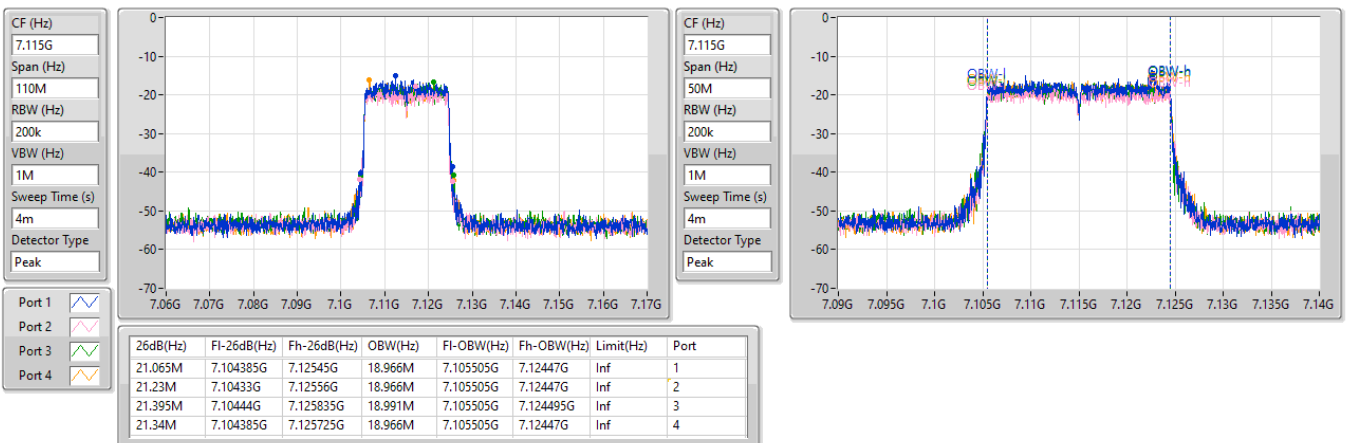 CF (Hz)
7.115G
Span (Hz)
110M
RBW (Hz)
200k
VBW (Hz)
1M
Sweep Time (s)
4m
Detector Type
Peak
0
-10
-20
-30
-40
-50
-60
-70
7.06G 7.07G 7.08G 7.09G 7.1G 7.11G 7.12G 7.13G 7.14G 7.15G 7.16G 7.17G
CF (Hz)
7.115G
Span (Hz)
50M
RBW (Hz)
200k
VBW (Hz)
1M
Sweep Time (s)
4m
Detector Type
Peak
0
-10
-20
-30
-40
-50
-60
-70
OBW-l
OBW-h
7.09G 7.095G 7.1G 7.105G 7.11G 7.115G 7.12G 7.125G 7.13G 7.135G 7.14G
Port 1
Port 2
Port 3
Port 4
26dB(Hz) Fl-26dB(Hz) Fh-26dB(Hz) OBW(Hz) Fl-OBW(Hz) Fh-OBW(Hz) Limit(Hz) Port
21.065M 7.104385G 7.12545G 18.966M 7.105505G 7.12447G Inf 1
21.23M 7.10433G 7.12556G 18.966M 7.105505G 7.12447G Inf 2
21.395M 7.10444G 7.125835G 18.991M 7.105505G 7.124495G Inf 3
21.34M 7.104385G 7.125725G 18.966M 7.105505G 7.12447G Inf 4